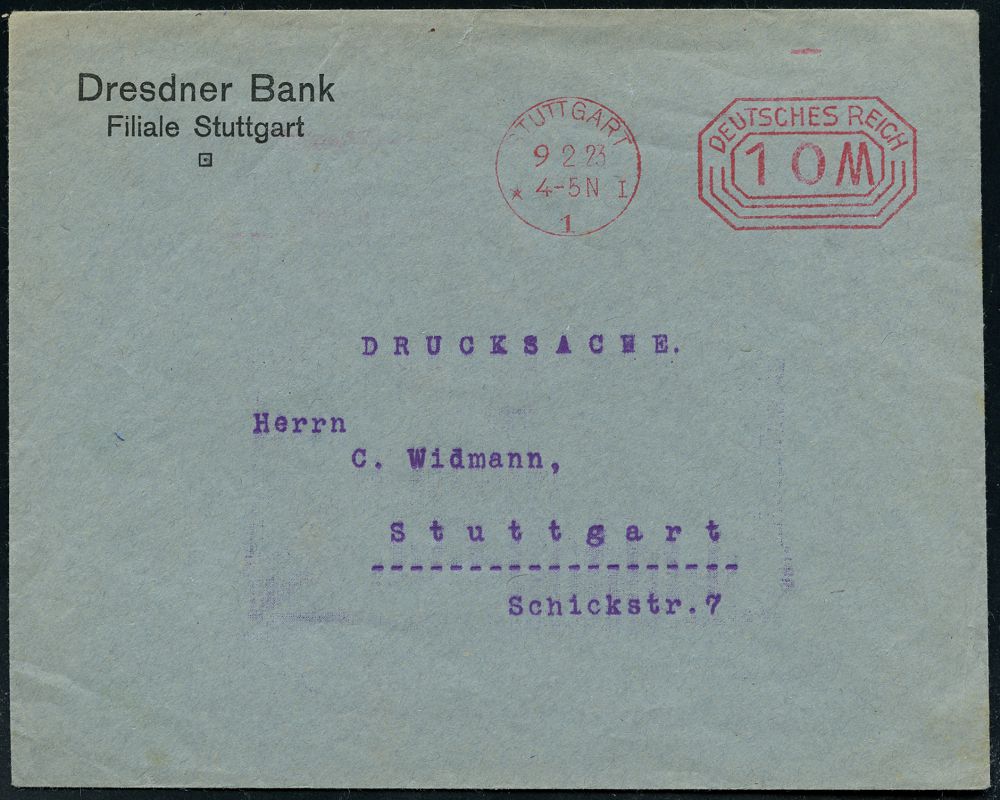 Dresdner Bank
Filiale Stuttgart
STUTTGART
9 2 23
* 4-5 N I
1
DEUTSCHES REICH
10 M
DRUCKSACHE.
Herrn
C. Widmann,
Stuttgart
Schickstr. 7